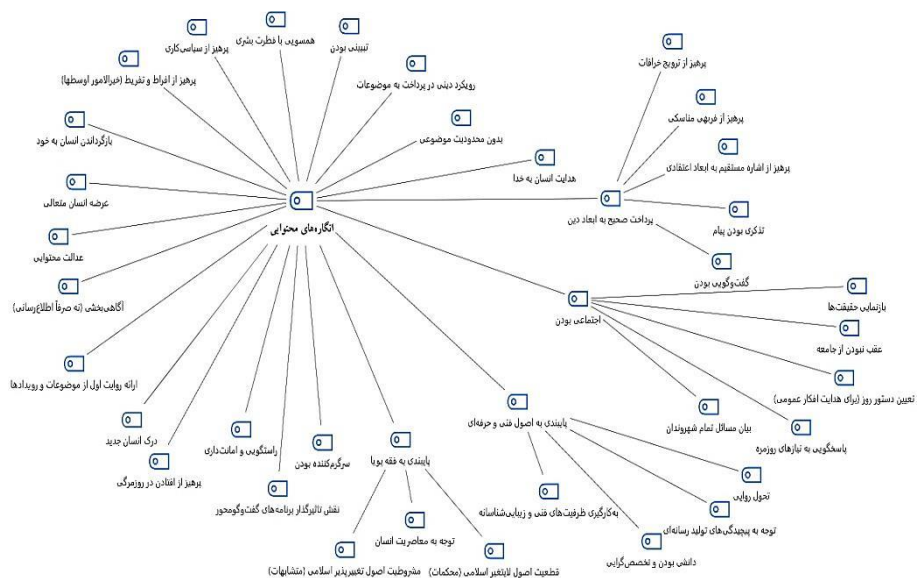 همسویی با فطرت بشری
پرهیز از سیاسی‌کاری
تبیینی بودن
پرهیز از ترویج خرافات
پرهیز از افراط و تفریط (خیرالامور اوسطها)
رویکرد دینی در پرداخت به موضوعات
پرهیز از فربهی مناسکی
بازگرداندن انسان به خود
بدون محدودیت موضوعی
پرهیز از اشاره مستقیم به ابعاد اعتقادی
هدایت انسان به خدا
عرضه انسان متعالی
پرداخت صحیح به ابعاد دین
تذکری بودن پیام
انگاره‌های محتوایی
عدالت محتوایی
گفت‌وگویی بودن
آگاهی‌بخشی (نه صرفاً اطلاع‌رسانی)
بازنمایی حقیقت‌ها
اجتماعی بودن
عقب نبودن از جامعه
ارائه روایت اول از موضوعات و رویدادها
تعیین دستور روز (برای هدایت افکار عمومی)
بیان مسائل تمام شهروندان
درک انسان جدید
پایبندی به اصول فنی و حرفه‌ای
پاسخگویی به نیازهای روزمره
راستگویی و امانت‌داری
پرهیز از افتادن در روزمرگی
سرگرم‌کننده بودن
پایبندی به فقه پویا
تحول روایی
نقش تاثیرگذار برنامه‌های گفت‌وگومحور
به‌کارگیری ظرفیت‌های فنی و زیبایی‌شناسانه
توجه به پیچیدگی‌های تولید رسانه‌ای
توجه به معاصریت انسان
دانشی بودن و تخصص‌گرایی
مشروطیت اصول تغییرپذیر اسلامی (متشابهات)
قطعیت اصول لایتغیر اسلامی (محکمات)